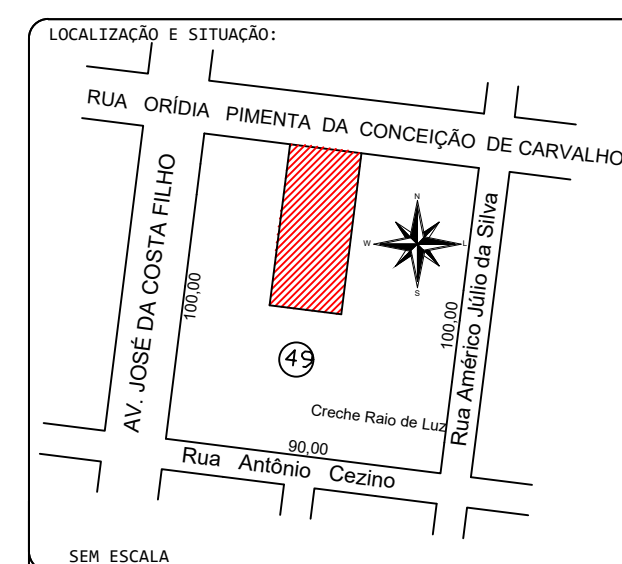 LOCALIZAÇÃO E SITUAÇÃO:
RUA ORÍDIA PIMENTA DA CONCEIÇÃO DE CARVALHO
AV. JOSÉ DA COSTA FILHO
100,00
N
W
L
S
100,00
Rua Américo Júlio da Silva
49
Creche Raio de Luz
90,00
Rua Antônio Cezino
SEM ESCALA